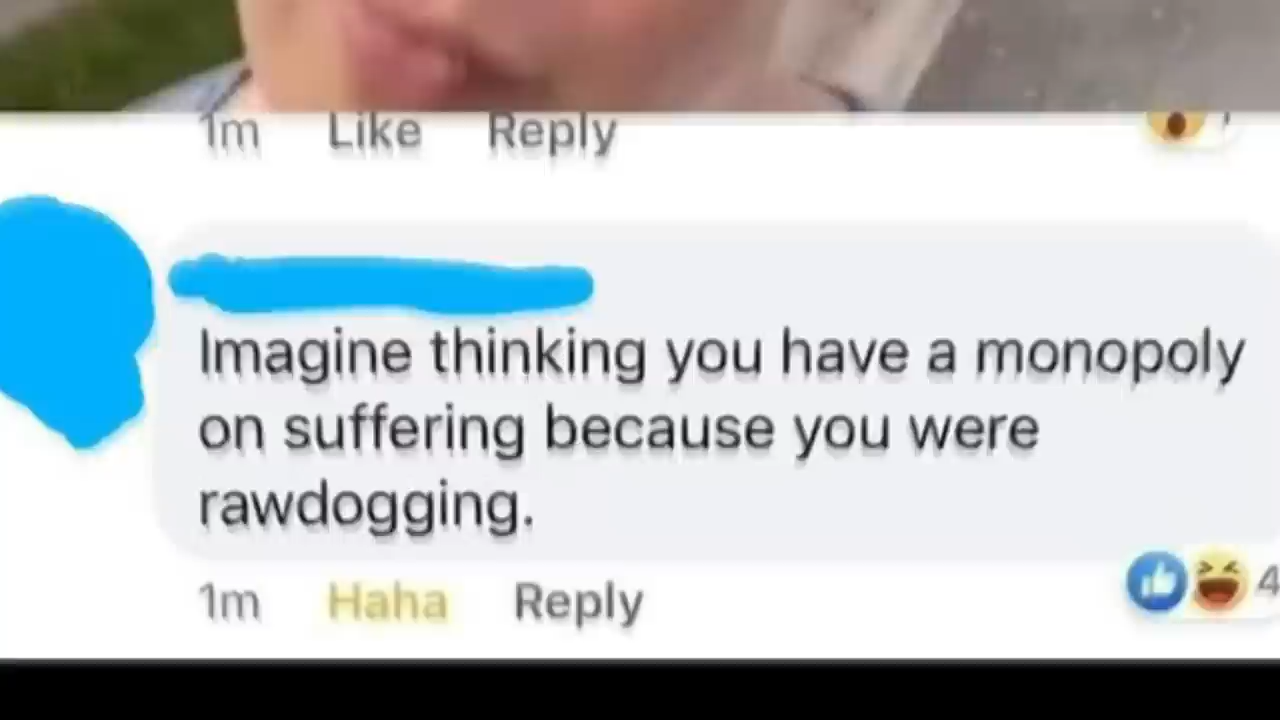 1m Like Reply
Imagine thinking you have a monopoly
on suffering because you were
rawdogging.
1m Haha Reply 4